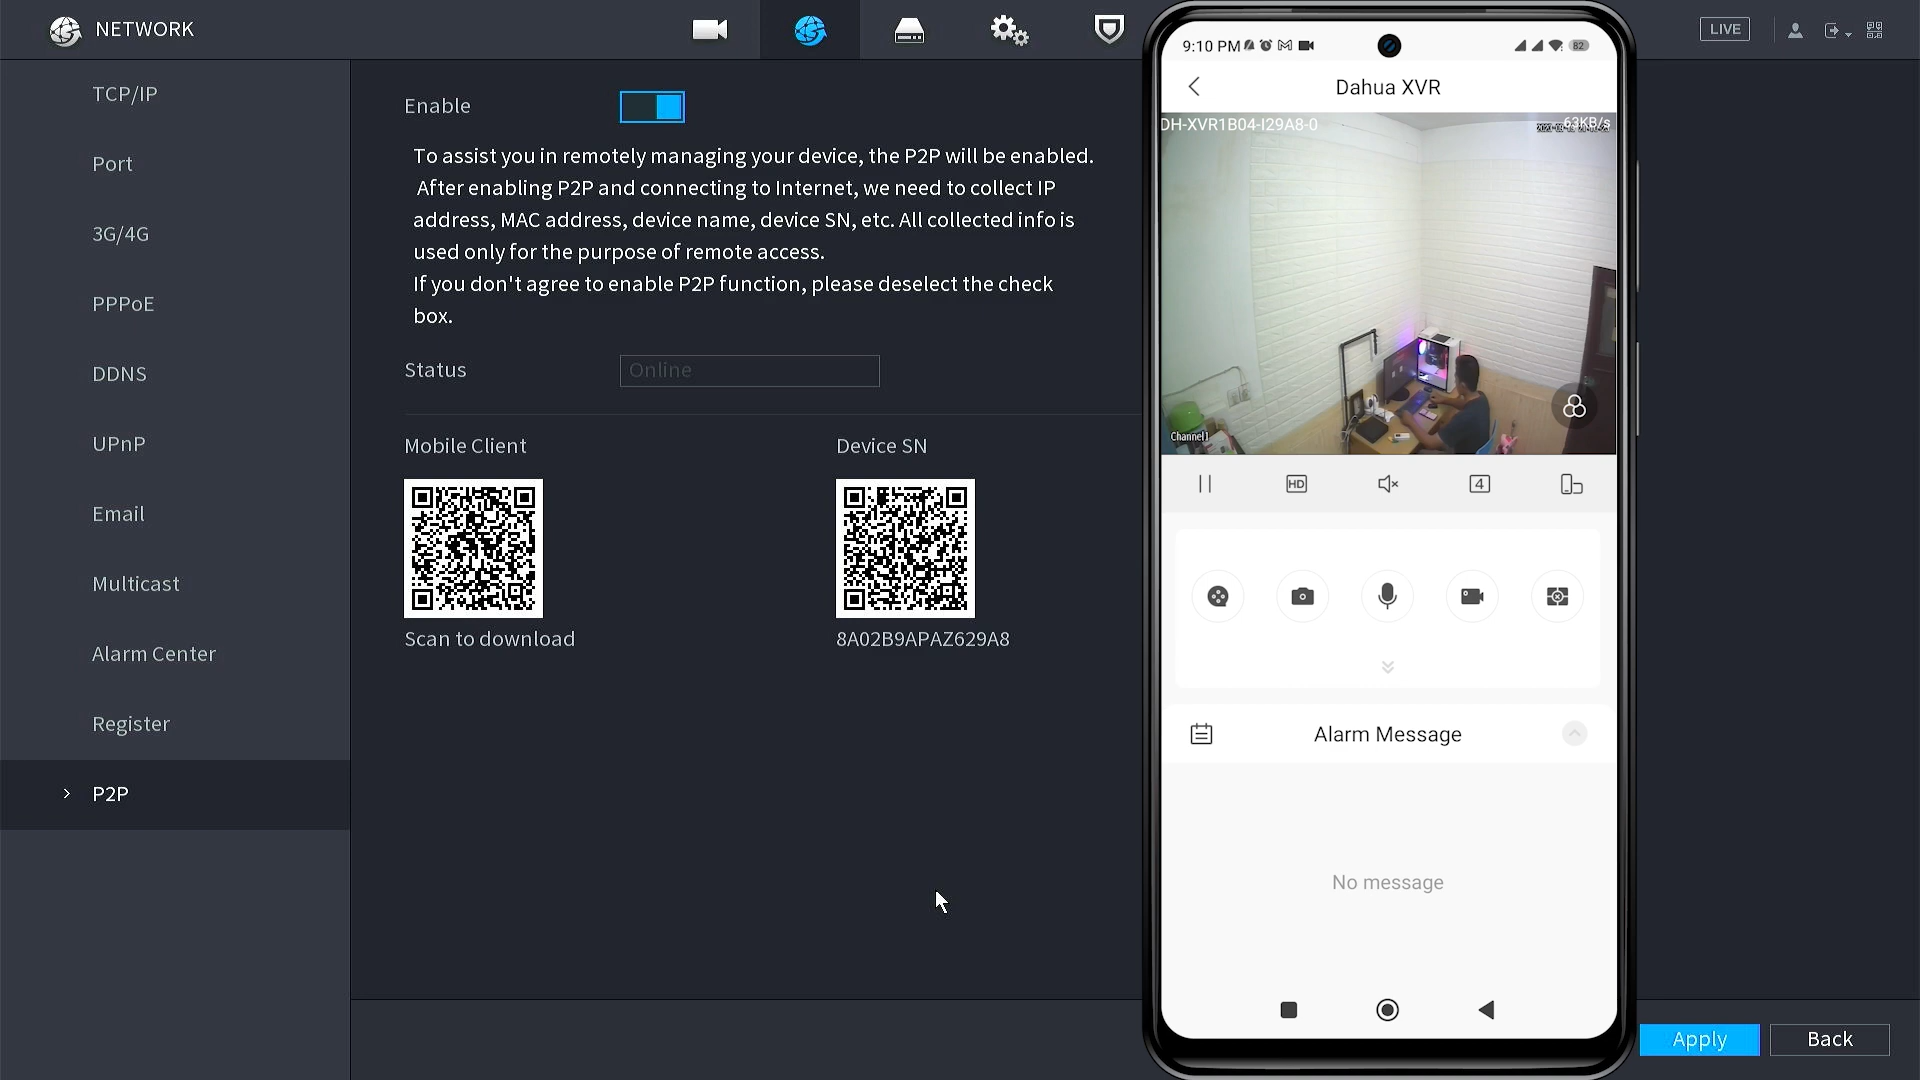 NETWORK
LIVE
TCP/IP
Port
3G/4G
PPPoE
DDNS
UPnP
Email
Multicast
Alarm Center
Register
P2P
Enable
To assist you in remotely managing your device, the P2P will be enabled.
After enabling P2P and connecting to Internet, we need to collect IP
address, MAC address, device name, device SN, etc. All collected info is
used only for the purpose of remote access.
If you don't agree to enable P2P function, please deselect the check
box.
Status
Online
Mobile Client
Device SN
Scan to download
8A02B9APAZ629A8
9:10 PM
82
Dahua XVR
DH-XVR1B04-I29A8-0
63KB/s
Channel1
HD
4
Alarm Message
No message
Apply
Back